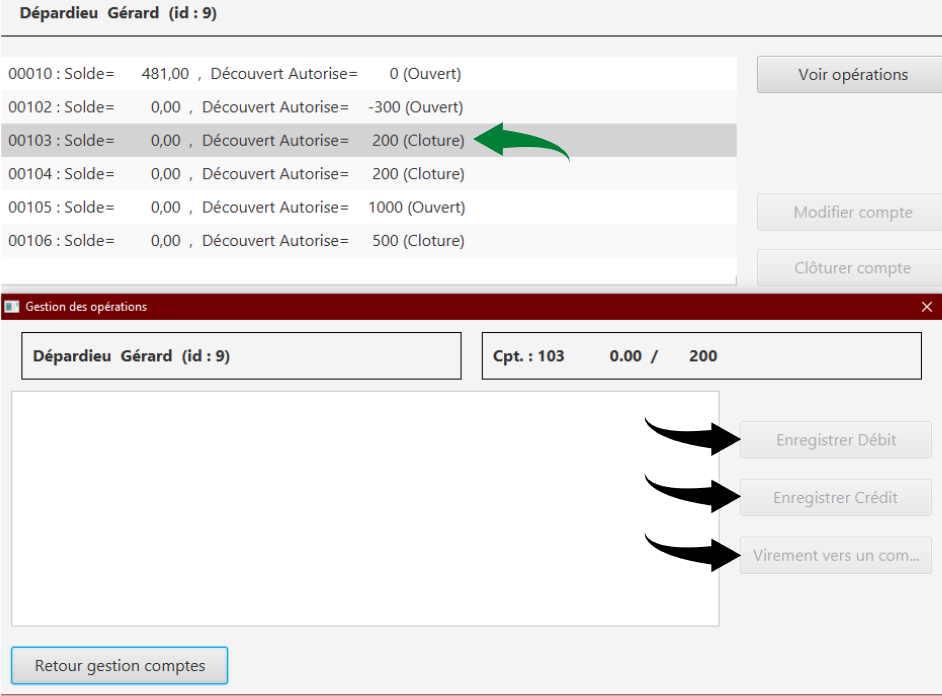 Dépardieu Gérard (id : 9)
00010 : Solde= 481,00 , Découvert Autorise= 0 (Ouvert)
00102 : Solde= 0,00 , Découvert Autorise= -300 (Ouvert)
00103 : Solde= 0,00 , Découvert Autorise= 200 (Cloture)
00104 : Solde= 0,00 , Découvert Autorise= 200 (Cloture)
00105 : Solde= 0,00 , Découvert Autorise= 1000 (Ouvert)
00106 : Solde= 0,00 , Découvert Autorise= 500 (Cloture)
Voir opérations
Modifier compte
Clôturer compte
Gestion des opérations
Dépardieu Gérard (id : 9)
Cpt. : 103 0.00 / 200
Enregistrer Débit
Enregistrer Crédit
Virement vers un com...
Retour gestion comptes